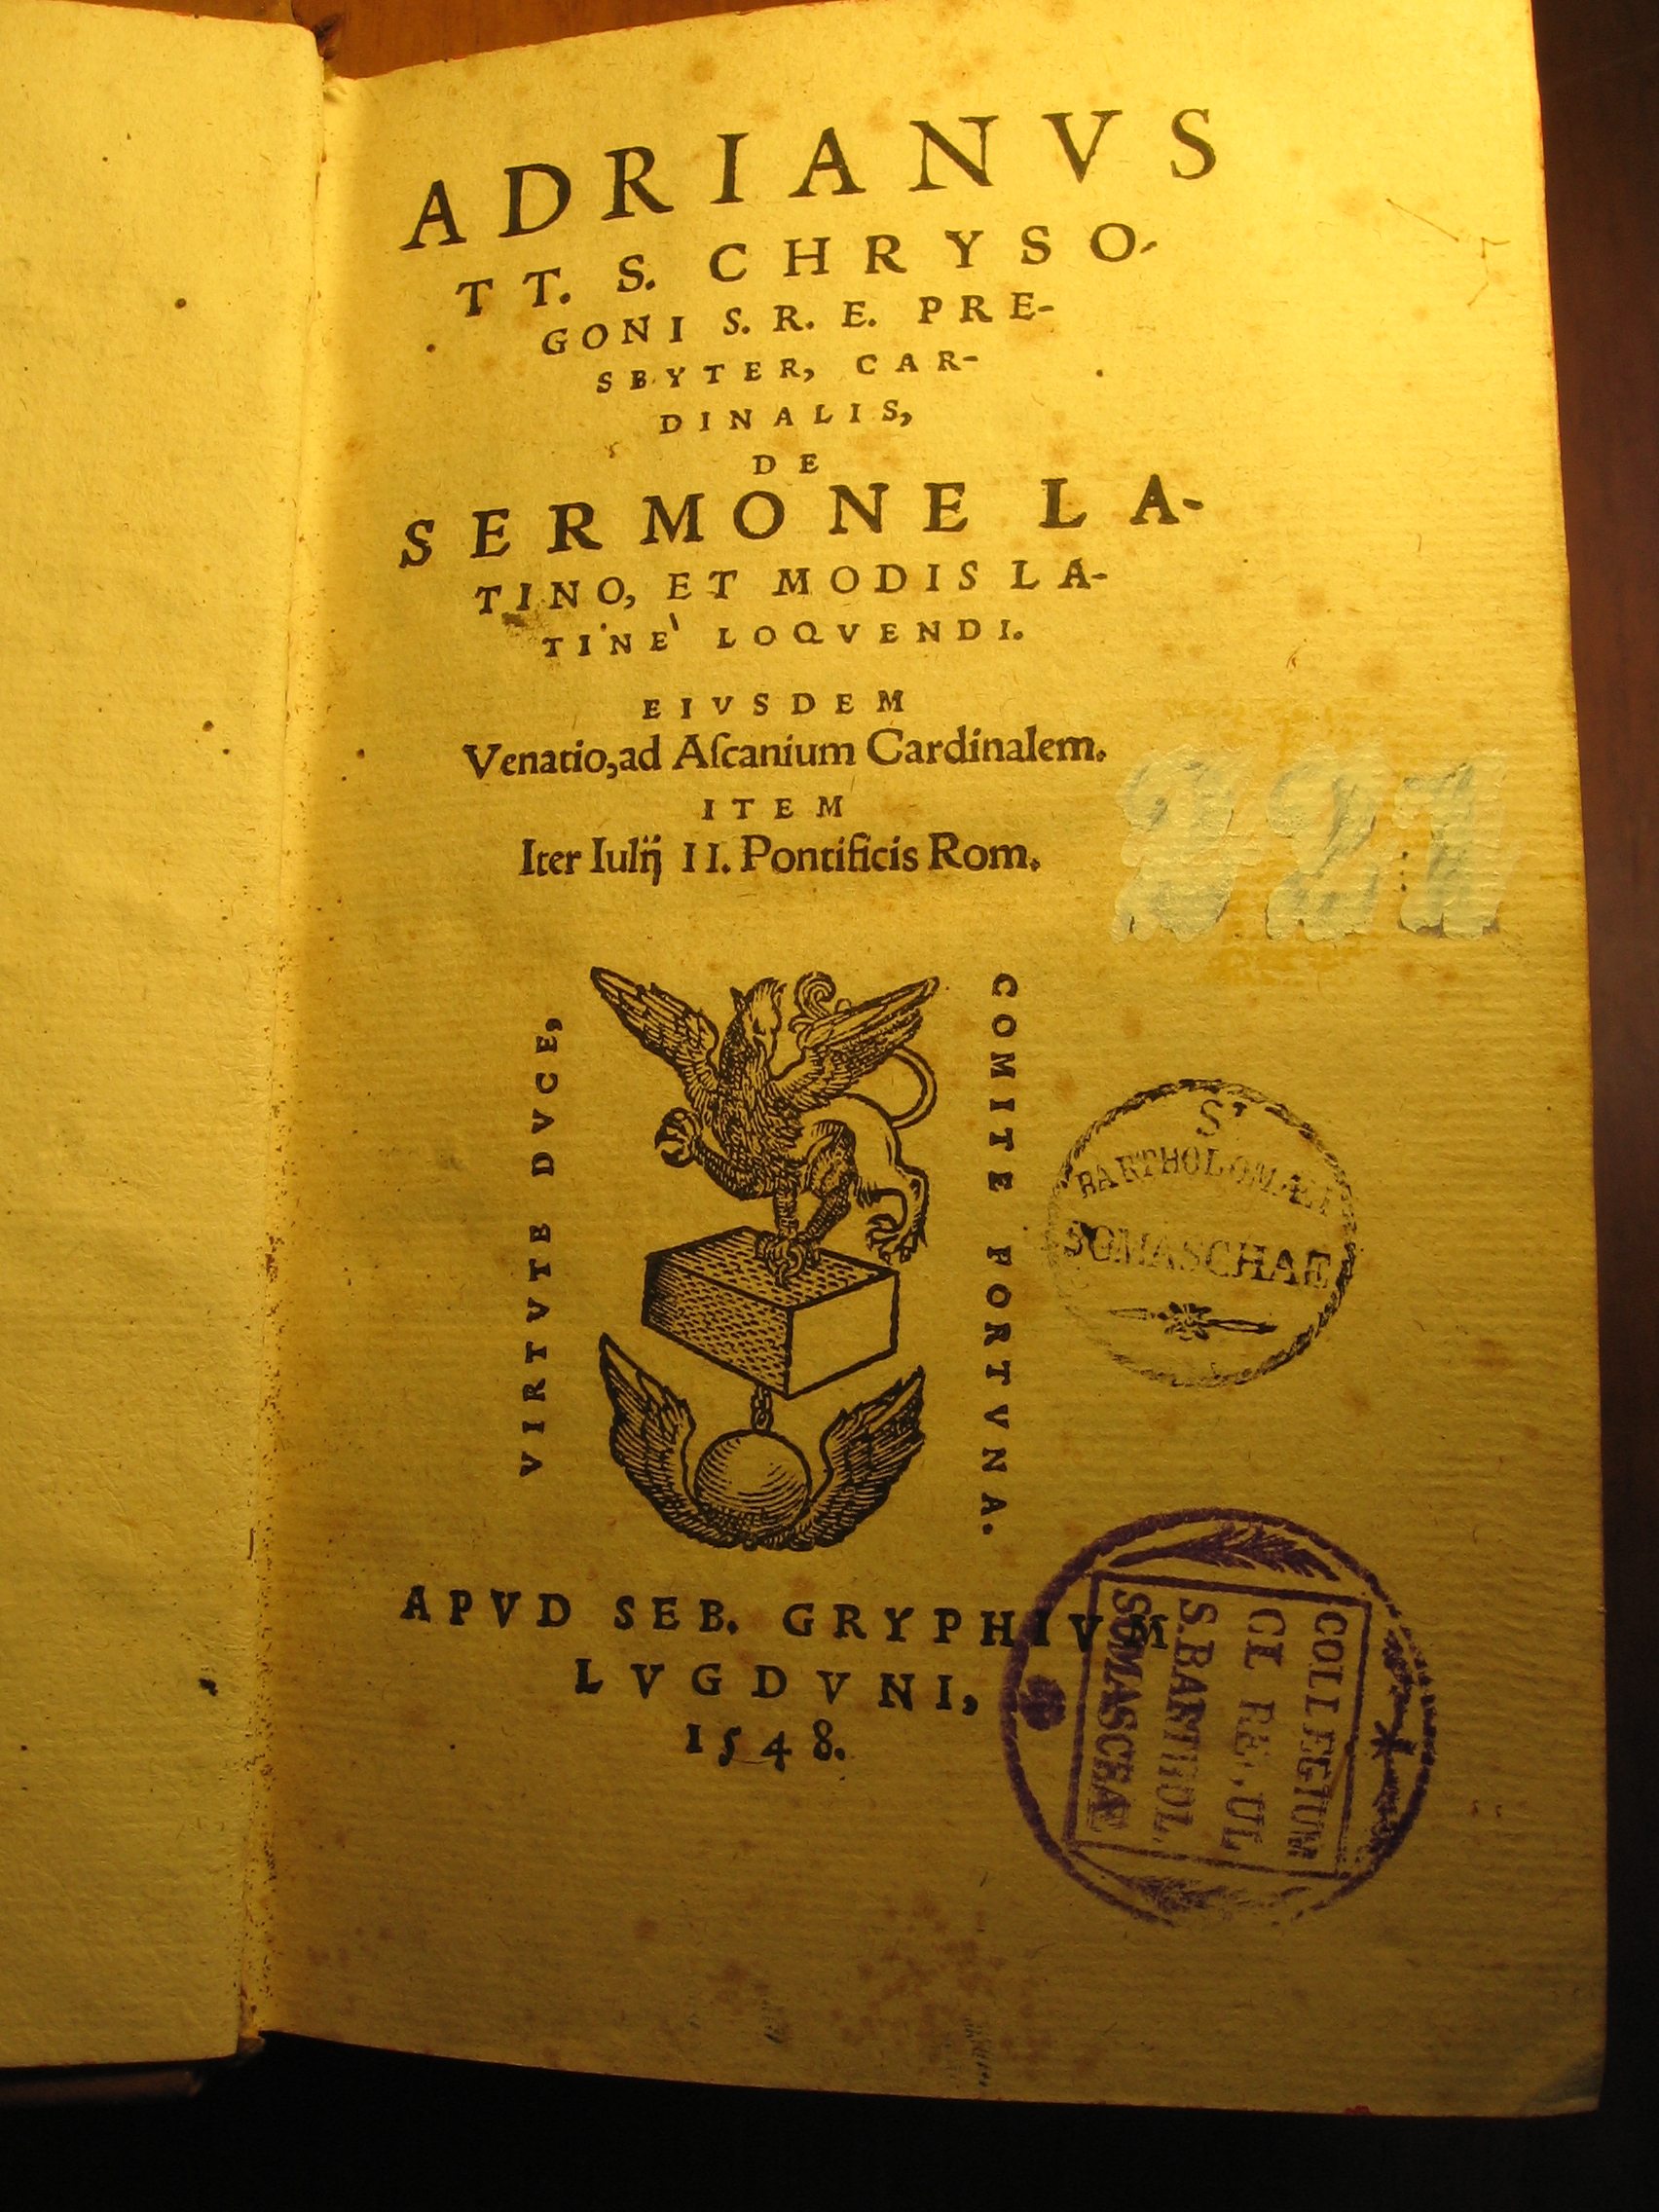 ADRIANVS
TT. S. CHRYSO-
GONI S. R. E. PRE-
SBYTER, CAR-
DINALIS,
DE
SERMONE LA-
TINO, ET MODIS LA-
TINE` LOQVENDI.
EIVSDEM
Venatio, ad Aſcanium Cardinalem.
ITEM
Iter Iulij II. Pontificis Rom.
VIRTVTE DVCE,
COMITE FORTVNA.
S^T
BARTHOLOMÆI
SOMASCHAE
APVD SEB. GRYPHIVM
LVGDVNI,
1548.
COLLEGIUM
S. BARTHOL.
SOMASCHÆ